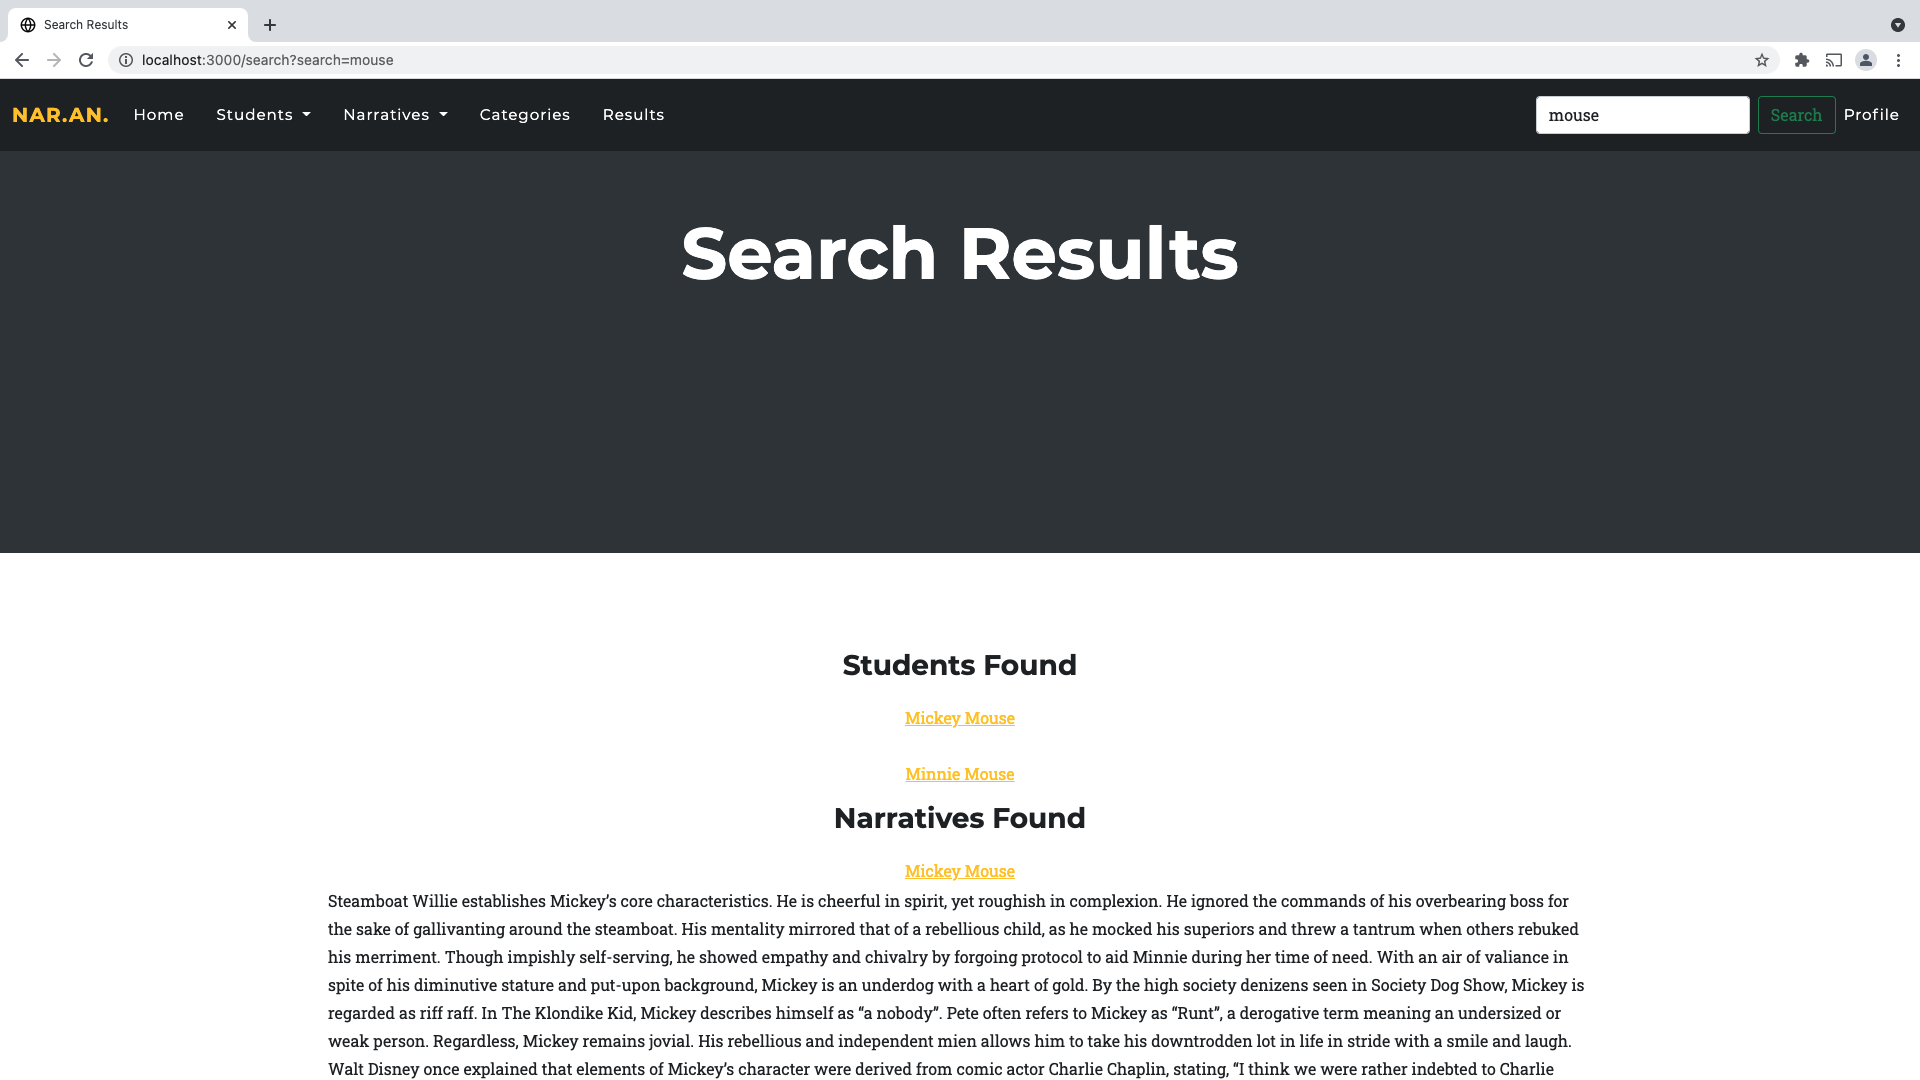 Search Results
localhost:3000/search?search=mouse
NAR.AN. Home Students Narratives Categories Results mouse Search Profile
Search Results
Students Found
Mickey Mouse
Minnie Mouse
Narratives Found
Mickey Mouse
Steamboat Willie establishes Mickey’s core characteristics. He is cheerful in spirit, yet roughish in complexion. He ignored the commands of his overbearing boss for
the sake of gallivanting around the steamboat. His mentality mirrored that of a rebellious child, as he mocked his superiors and threw a tantrum when others rebuked
his merriment. Though impishly self-serving, he showed empathy and chivalry by forgoing protocol to aid Minnie during her time of need. With an air of valiance in
spite of his diminutive stature and put-upon background, Mickey is an underdog with a heart of gold. By the high society denizens seen in Society Dog Show, Mickey is
regarded as riff raff. In The Klondike Kid, Mickey describes himself as “a nobody”. Pete often refers to Mickey as “Runt”, a derogative term meaning an undersized or
weak person. Regardless, Mickey remains jovial. His rebellious and independent mien allows him to take his downtrodden lot in life in stride with a smile and laugh.
Walt Disney once explained that elements of Mickey’s character were derived from comic actor Charlie Chaplin, stating, “I think we were rather indebted to Charlie